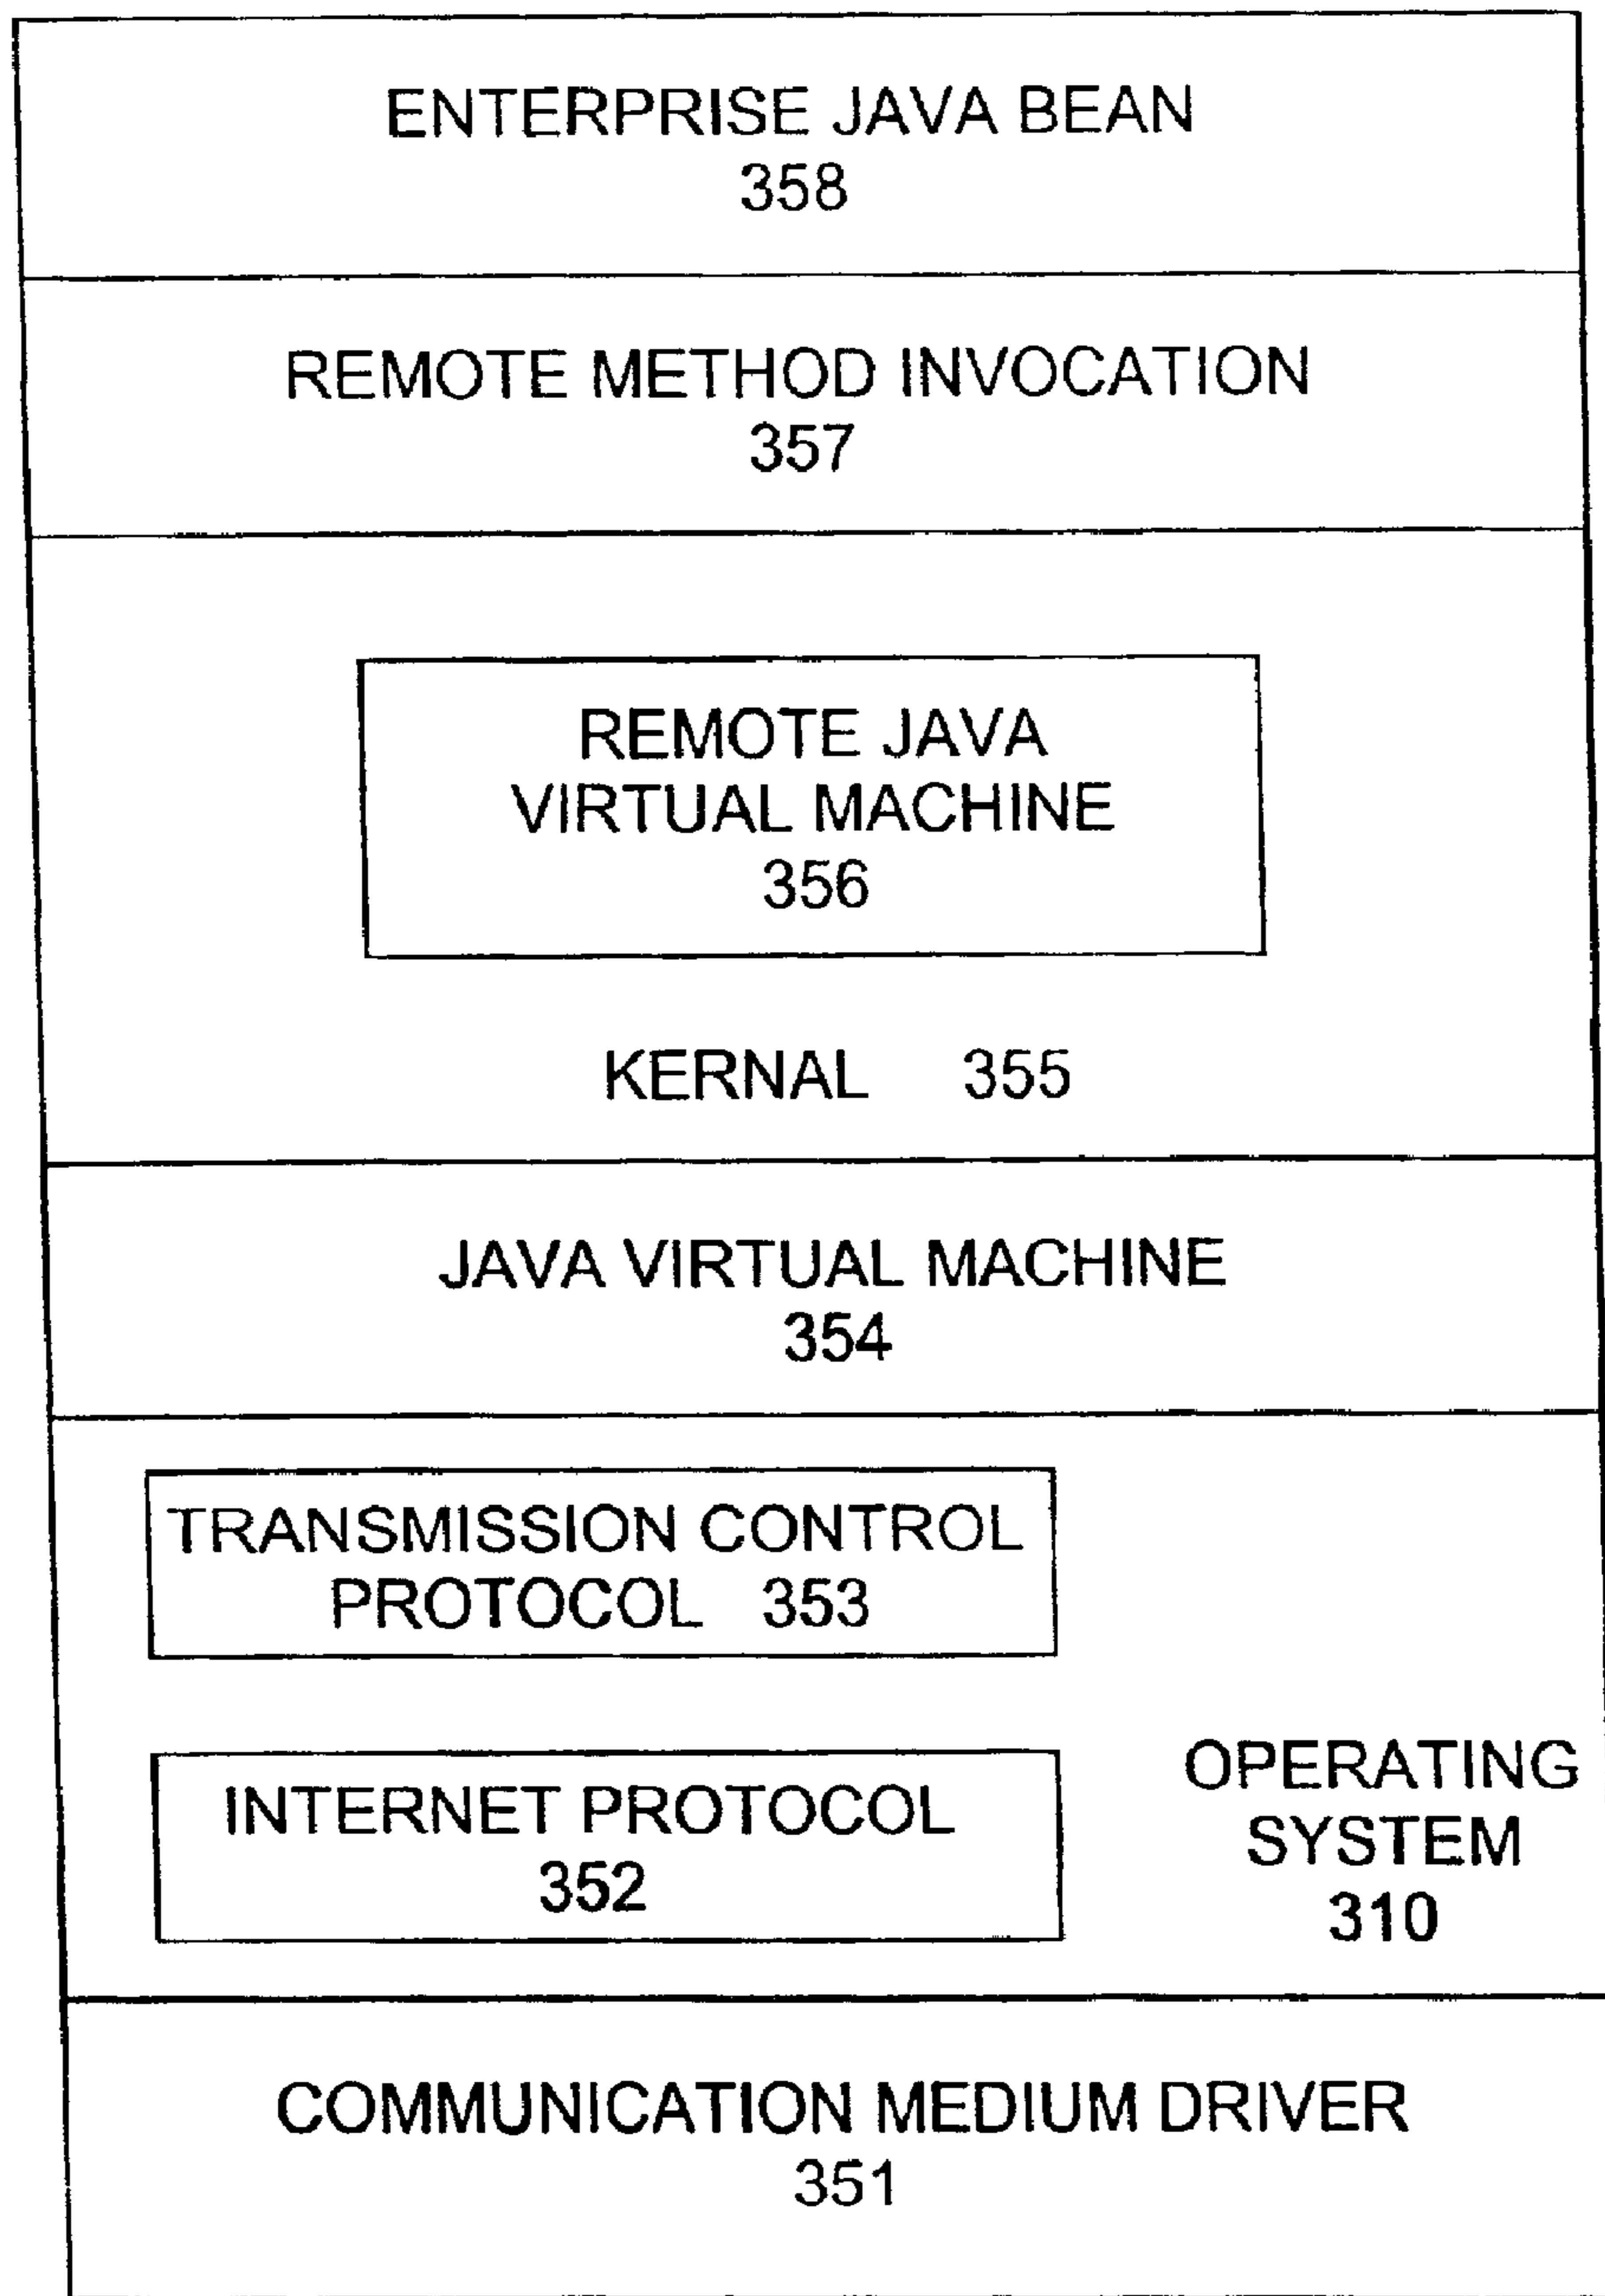 ENTERPRISE JAVA BEAN
358
REMOTE METHOD INVOCATION
357
REMOTE JAVA
VIRTUAL MACHINE
356
KERNAL 355
JAVA VIRTUAL MACHINE
354
TRANSMISSION CONTROL
PROTOCOL 353
INTERNET PROTOCOL
352
OPERATING
SYSTEM
310
COMMUNICATION MEDIUM DRIVER
351